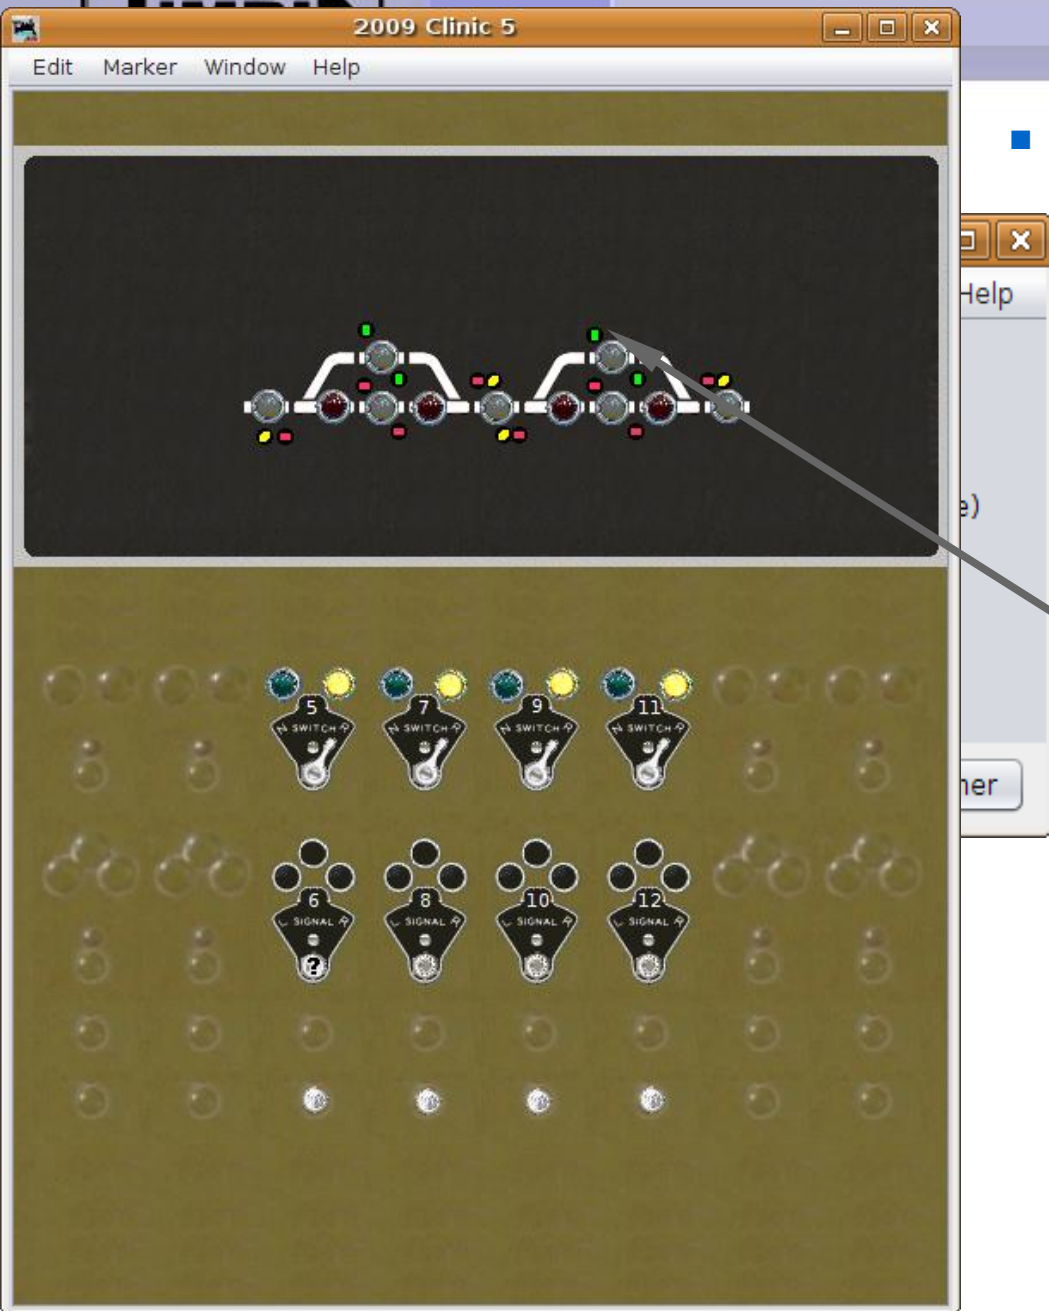 2009 Clinic 5
Edit Marker Window Help
Help
e)
5 7 9 11
SWITCH R SWITCH R SWITCH R SWITCH R
6 8 10 12
L SIGNAL R L SIGNAL R L SIGNAL R L SIGNAL R
?
her